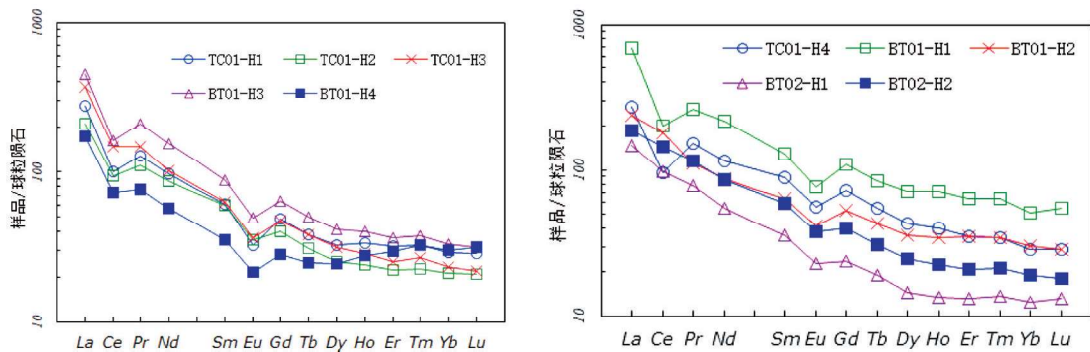 1000
TC01-H1 TC01-H2 TC01-H3
BT01-H3 BT01-H4
样品/球粒陨石
100
10
La Ce Pr Nd Sm Eu Gd Tb Dy Ho Er Tm Yb Lu
1000
TC01-H4 BT01-H1 BT01-H2
BT02-H1 BT02-H2
样品/球粒陨石
100
10
La Ce Pr Nd Sm Eu Gd Tb Dy Ho Er Tm Yb Lu